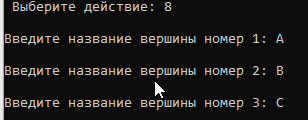 Выберите действие: 8
Введите название вершины номер 1: A
Введите название вершины номер 2: B
Введите название вершины номер 3: C